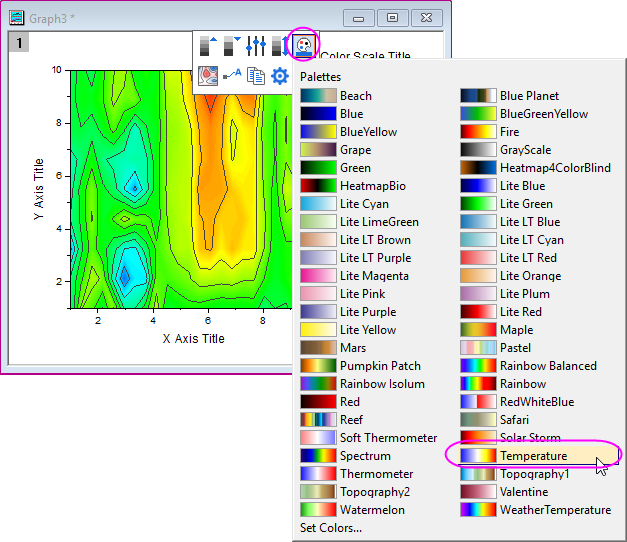 Graph3 *
1
Color Scale Title
Palettes
Beach Blue Planet
Blue BlueGreenYellow
BlueYellow Fire
Grape GrayScale
Green Heatmap4ColorBlind
HeatmapBio Lite Blue
Lite Cyan Lite Green
Lite LimeGreen Lite LT Blue
Lite LT Brown Lite LT Cyan
Lite LT Purple Lite LT Red
Lite Magenta Lite Orange
Lite Pink Lite Plum
Lite Purple Lite Red
Lite Yellow Maple
Mars Pastel
Pumpkin Patch Rainbow Balanced
Rainbow Isolum Rainbow
Red RedWhiteBlue
Reef Safari
Soft Thermometer Solar Storm
Spectrum Temperature
Thermometer Topography1
Topography2 Valentine
Watermelon WeatherTemperature
Set Colors...
Y Axis Title
10
8
6
4
2
2 4 6 8
X Axis Title
A